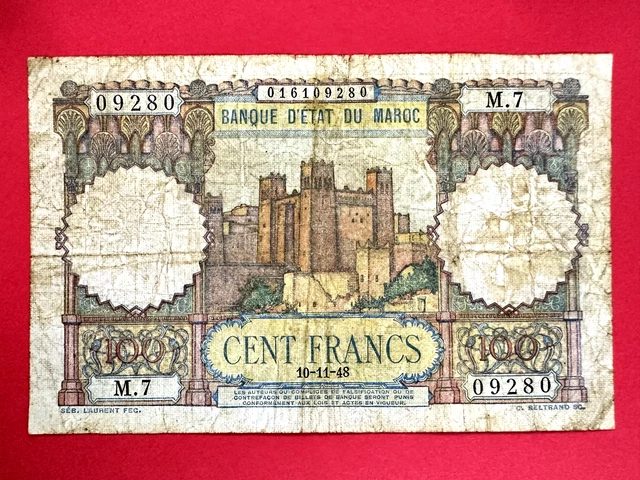 09280
016109280
M.7
BANQUE D'ÉTAT DU MAROC
100
100
CENT FRANCS
10-11-48
M.7
09280
LES AUTEURS OU COMPLICES DE FALSIFICATION OU DE
CONTREFAÇON DE BILLETS DE BANQUE SERONT PUNIS
CONFORMÉMENT AUX LOIS ET ACTES EN VIGUEUR.
SÉB. LAURENT FEC.
C. BELTRAND SC.